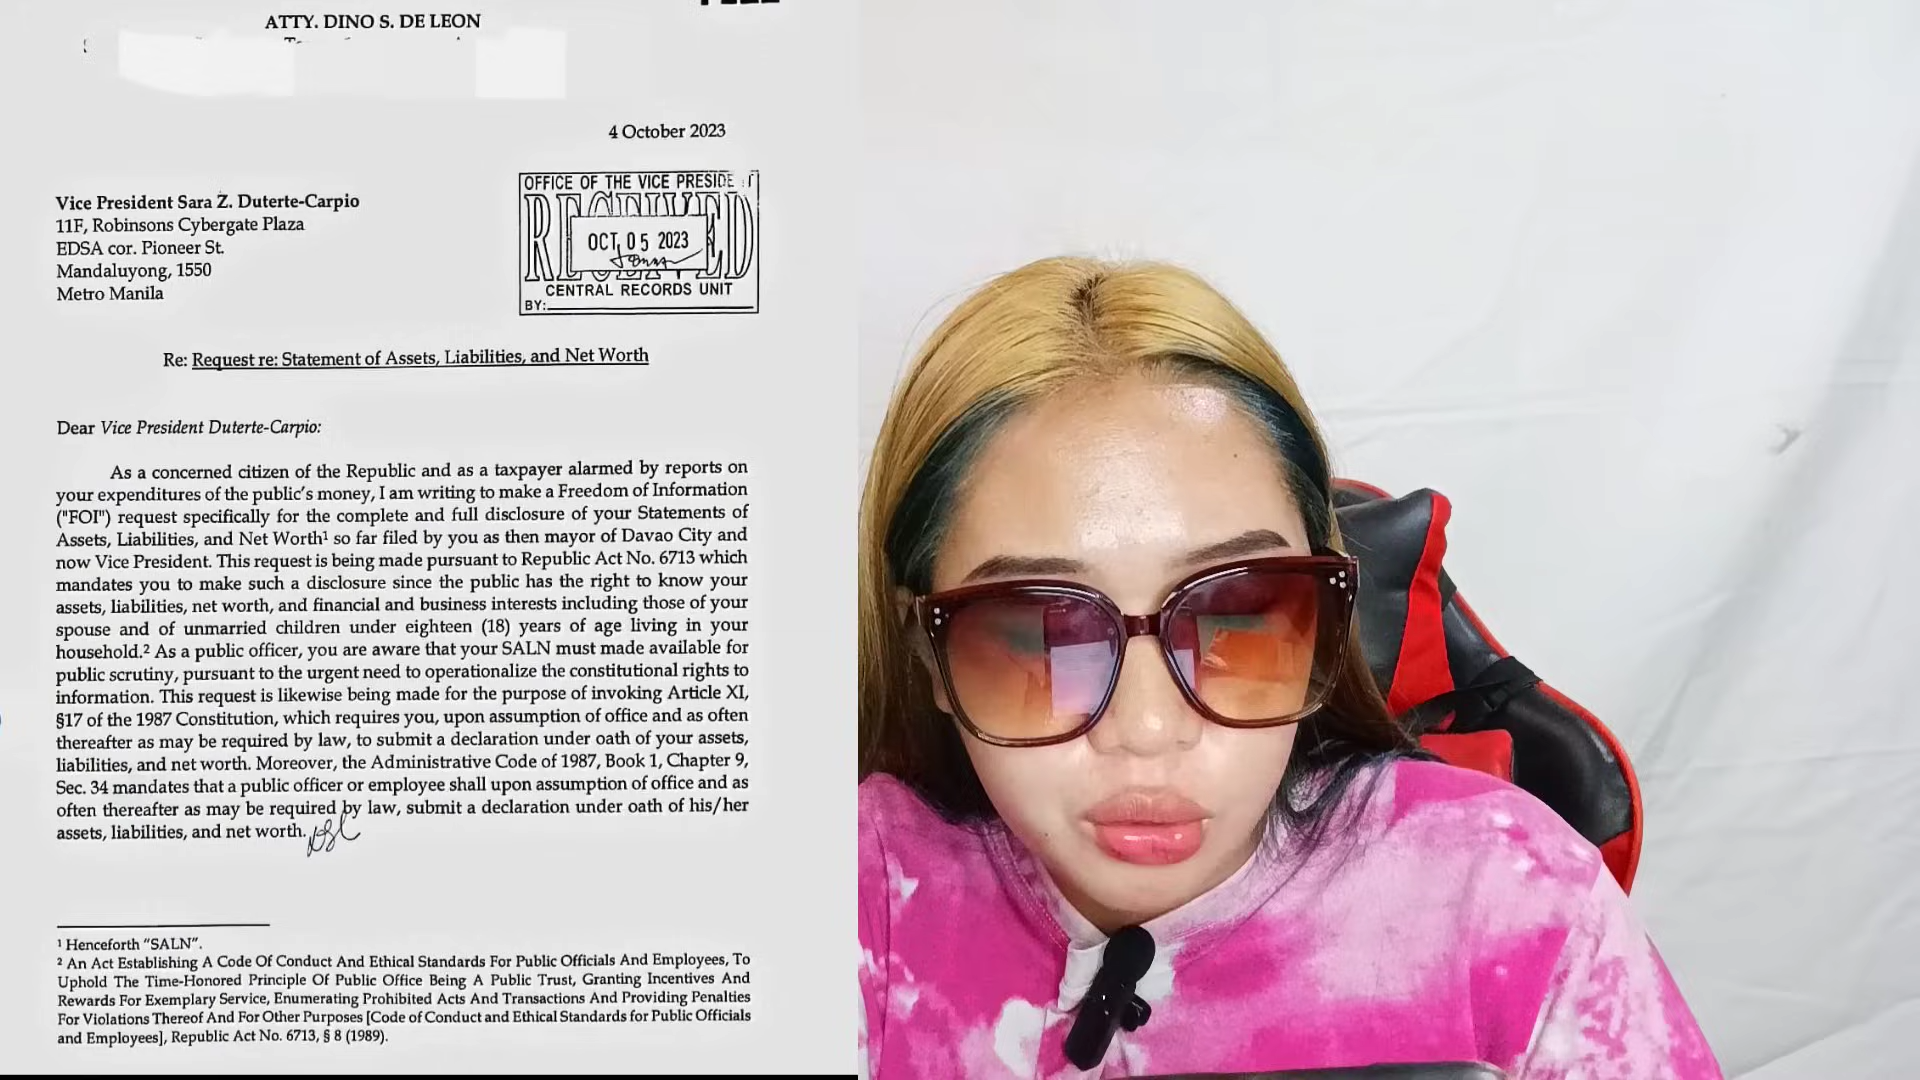 ATTY. DINO S. DE LEON
4 October 2023
Vice President Sara Z. Duterte-Carpio
11F, Robinsons Cybergate Plaza
EDSA cor. Pioneer St.
Mandaluyong, 1550
Metro Manila
OFFICE OF THE VICE PRESIDENT
RECEIVED
OCT 05 2023
CENTRAL RECORDS UNIT
BY:
Re: Request re: Statement of Assets, Liabilities, and Net Worth
Dear Vice President Duterte-Carpio:
As a concerned citizen of the Republic and as a taxpayer alarmed by reports on
your expenditures of the public's money, I am writing to make a Freedom of Information
("FOI") request specifically for the complete and full disclosure of your Statements of
Assets, Liabilities, and Net Worth¹ so far filed by you as then mayor of Davao City and
now Vice President. This request is being made pursuant to Republic Act No. 6713 which
mandates you to make such a disclosure since the public has the right to know your
assets, liabilities, net worth, and financial and business interests including those of your
spouse and of unmarried children under eighteen (18) years of age living in your
household.² As a public officer, you are aware that your SALN must made available for
public scrutiny, pursuant to the urgent need to operationalize the constitutional rights to
information. This request is likewise being made for the purpose of invoking Article XI,
§17 of the 1987 Constitution, which requires you, upon assumption of office and as often
thereafter as may be required by law, to submit a declaration under oath of your assets,
liabilities, and net worth. Moreover, the Administrative Code of 1987, Book 1, Chapter 9,
Sec. 34 mandates that a public officer or employee shall upon assumption of office and as
often thereafter as may be required by law, submit a declaration under oath of his/her
assets, liabilities, and net worth.
¹ Henceforth “SALN”.
² An Act Establishing A Code Of Conduct And Ethical Standards For Public Officials And Employees, To
Uphold The Time-Honored Principle Of Public Office Being A Public Trust, Granting Incentives And
Rewards For Exemplary Service, Enumerating Prohibited Acts And Transactions And Providing Penalties
For Violations Thereof And For Other Purposes [Code of Conduct and Ethical Standards for Public Officials
and Employees], Republic Act No. 6713, § 8 (1989).